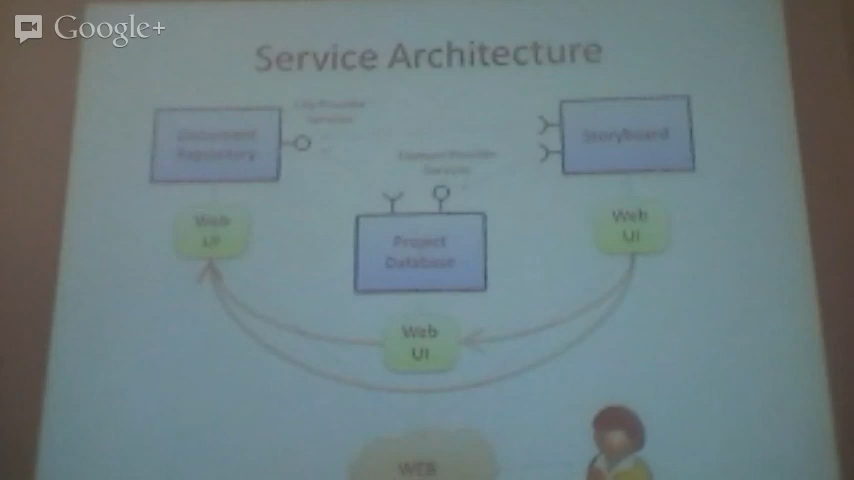 Google+
Service Architecture
Document
Repository
Storyboard
Web
UI
Web
UI
Project
Database
Web
UI
WEB